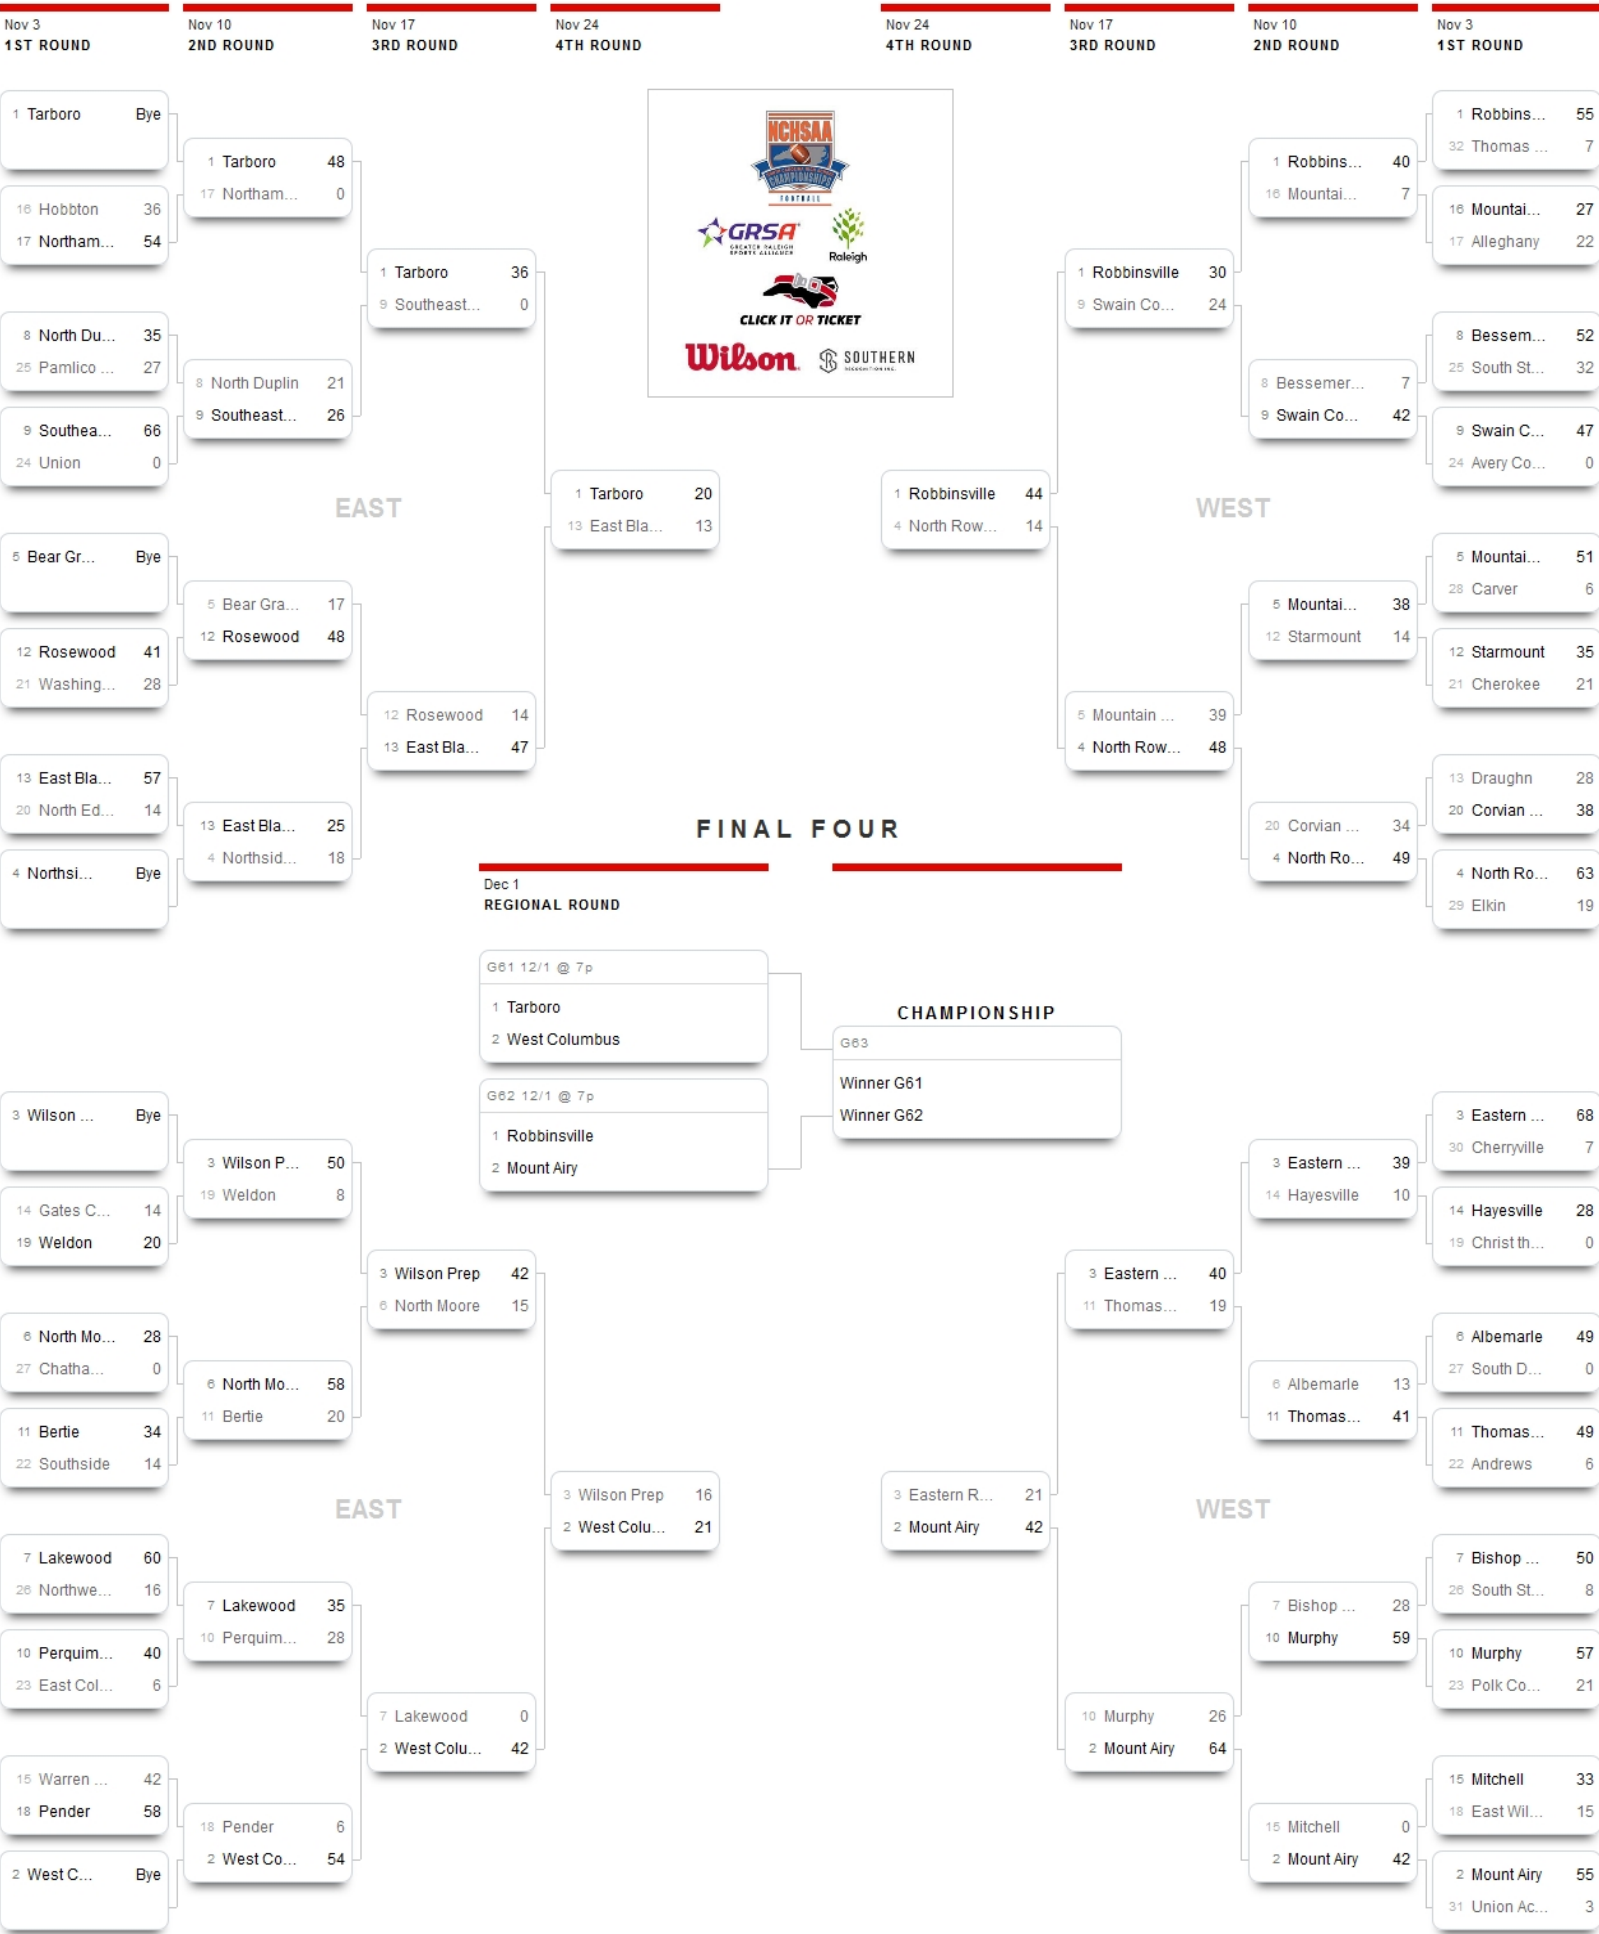 Nov 3
1ST ROUND
Nov 10
2ND ROUND
Nov 17
3RD ROUND
Nov 24
4TH ROUND
Nov 24
4TH ROUND
Nov 17
3RD ROUND
Nov 10
2ND ROUND
Nov 3
1ST ROUND
1 Tarboro Bye
16 Hobbton 36
17 Northam... 54
8 North Du... 35
25 Pamlico ... 27
9 Southea... 66
24 Union 0
5 Bear Gr... Bye
12 Rosewood 41
21 Washing... 28
13 East Bla... 57
20 North Ed... 14
4 Northsi... Bye
1 Tarboro 48
17 Northam... 0
8 North Duplin 21
9 Southeast... 26
EAST
5 Bear Gra... 17
12 Rosewood 48
13 East Bla... 25
4 Northsid... 18
1 Tarboro 36
9 Southeast... 0
12 Rosewood 14
13 East Bla... 47
1 Tarboro 20
13 East Bla... 13
NCHSAA
CHAMPIONSHIPS
FOOTBALL
GRSA
GREATER RALEIGH
SPORTS ALLIANCE
Raleigh
CLICK IT OR TICKET
Wilson
SOUTHERN
RECOGNITION INC.
1 Robbinsville 44
4 North Row... 14
1 Robbinsville 30
9 Swain Co... 24
5 Mountain ... 39
4 North Row... 48
1 Robbins... 40
16 Mountai... 7
8 Bessemer... 7
9 Swain Co... 42
WEST
5 Mountai... 38
12 Starmount 14
20 Corvian ... 34
4 North Ro... 49
1 Robbins... 55
32 Thomas ... 7
16 Mountai... 27
17 Alleghany 22
8 Bessem... 52
25 South St... 32
9 Swain C... 47
24 Avery Co... 0
5 Mountai... 51
28 Carver 6
12 Starmount 35
21 Cherokee 21
13 Draughn 28
20 Corvian ... 38
4 North Ro... 63
29 Elkin 19
FINAL FOUR
Dec 1
REGIONAL ROUND
G61 12/1 @ 7p
1 Tarboro
2 West Columbus
G62 12/1 @ 7p
1 Robbinsville
2 Mount Airy
CHAMPIONSHIP
G63
Winner G61
Winner G62
3 Wilson ... Bye
14 Gates C... 14
19 Weldon 20
6 North Mo... 28
27 Chatha... 0
11 Bertie 34
22 Southside 14
7 Lakewood 60
26 Northwe... 16
10 Perquim... 40
23 East Col... 6
15 Warren ... 42
18 Pender 58
2 West C... Bye
3 Wilson P... 50
19 Weldon 8
6 North Mo... 58
11 Bertie 20
EAST
7 Lakewood 35
10 Perquim... 28
18 Pender 6
2 West Co... 54
3 Wilson Prep 42
6 North Moore 15
7 Lakewood 0
2 West Colu... 42
3 Wilson Prep 16
2 West Colu... 21
3 Eastern R... 21
2 Mount Airy 42
3 Eastern ... 40
11 Thomas... 19
10 Murphy 26
2 Mount Airy 64
3 Eastern ... 39
14 Hayesville 10
6 Albemarle 13
11 Thomas... 41
WEST
7 Bishop ... 28
10 Murphy 59
15 Mitchell 0
2 Mount Airy 42
3 Eastern ... 68
30 Cherryville 7
14 Hayesville 28
19 Christ th... 0
6 Albemarle 49
27 South D... 0
11 Thomas... 49
22 Andrews 6
7 Bishop ... 50
26 South St... 8
10 Murphy 57
23 Polk Co... 21
15 Mitchell 33
18 East Wil... 15
2 Mount Airy 55
31 Union Ac... 3